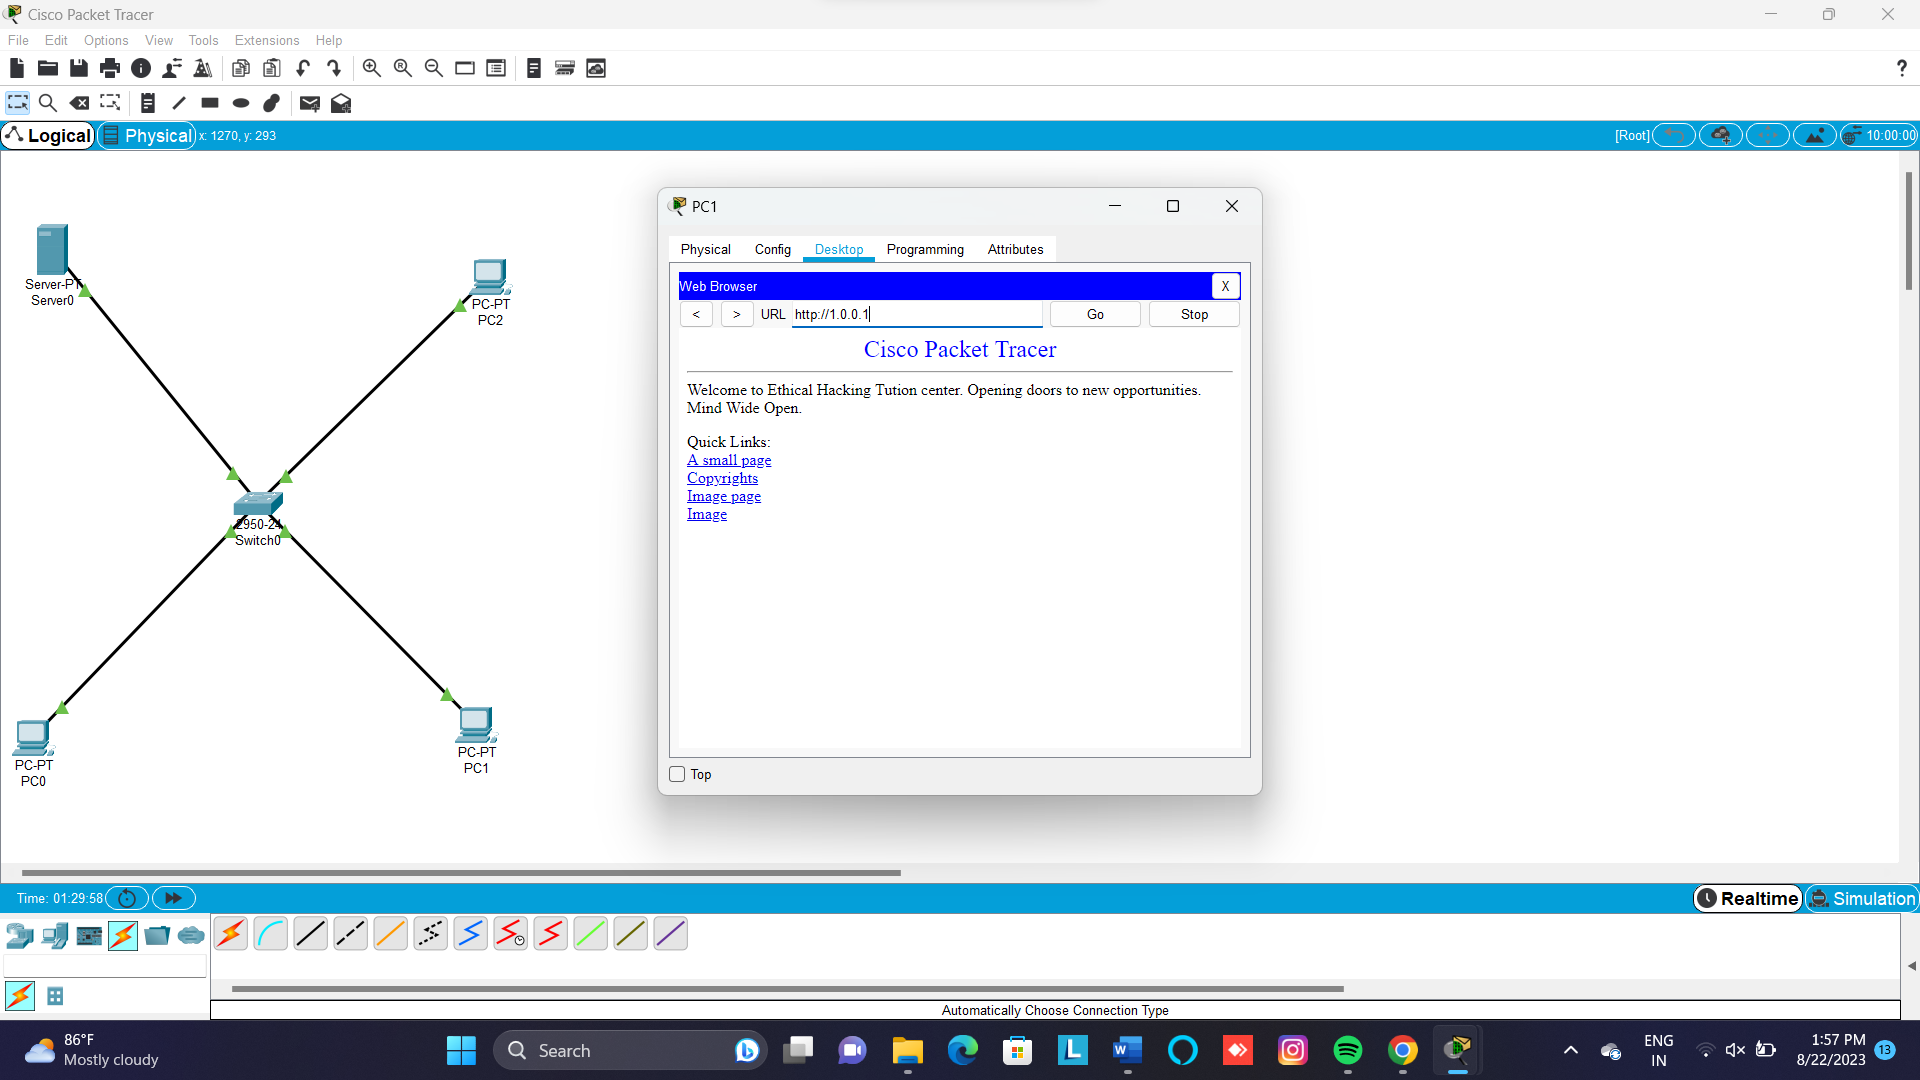 Cisco Packet Tracer
File Edit Options View Tools Extensions Help
?
Logical Physical x: 1270, y: 293 [Root] 10:00:00
Server-PT
Server0
PC-PT
PC2
2950-24
Switch0
PC-PT
PC0
PC-PT
PC1
PC1
Physical Config Desktop Programming Attributes
Web Browser X
< > URL http://1.0.0.1 Go Stop
Cisco Packet Tracer
Welcome to Ethical Hacking Tution center. Opening doors to new opportunities.
Mind Wide Open.
Quick Links:
A small page
Copyrights
Image page
Image
Top
Time: 01:29:58 Realtime Simulation
Automatically Choose Connection Type
86°F
Mostly cloudy
Search
ENG
IN
1:57 PM
8/22/2023
13